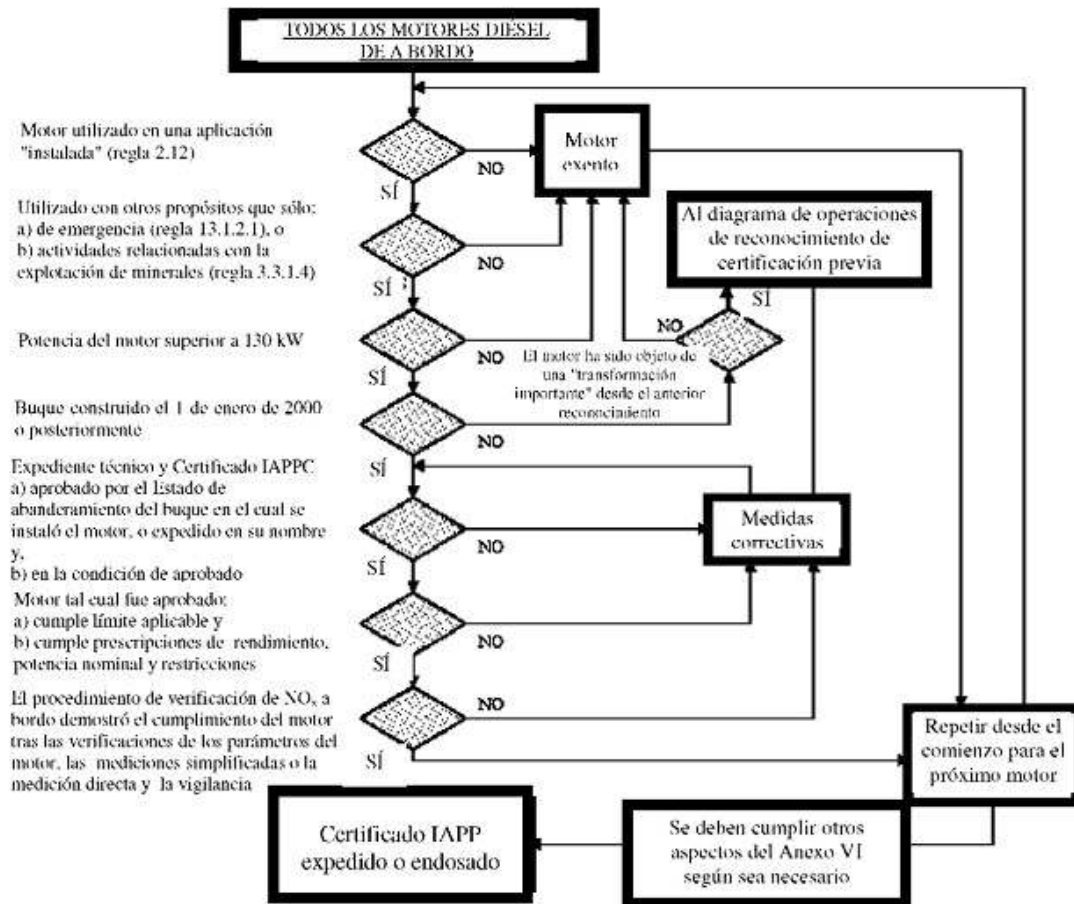 TODOS LOS MOTORES DIÉSEL
DE A BORDO
Motor utilizado en una aplicación
"instalada" (regla 2.12)
NO
SÍ
Motor
exento
Utilizado con otros propósitos que sólo:
a) de emergencia (regla 13.1.2.1), o
b) actividades relacionadas con la
explotación de minerales (regla 3.3.1.4)
NO
SÍ
Al diagrama de operaciones
de reconocimiento de
certificación previa
SÍ
NO
Potencia del motor superior a 130 kW
NO
SÍ
El motor ha sido objeto de
una "transformación
importante" desde el anterior
reconocimiento
Buque construido el 1 de enero de 2000
o posteriormente
NO
SÍ
Expediente técnico y Certificado IAPPC
a) aprobado por el Estado de
abanderamiento del buque en el cual se
instaló el motor, o expedido en su nombre
y,
b) en la condición de aprobado
NO
SÍ
Medidas
correctivas
Motor tal cual fue aprobado:
a) cumple límite aplicable y
b) cumple prescripciones de rendimiento,
potencia nominal y restricciones
NO
SÍ
El procedimiento de verificación de NOx a
bordo demostró el cumplimiento del motor
tras las verificaciones de los parámetros del
motor, las mediciones simplificadas o la
medición directa y la vigilancia
NO
SÍ
Repetir desde el
comienzo para el
próximo motor
Se deben cumplir otros
aspectos del Anexo VI
según sea necesario
Certificado IAPP
expedido o endosado